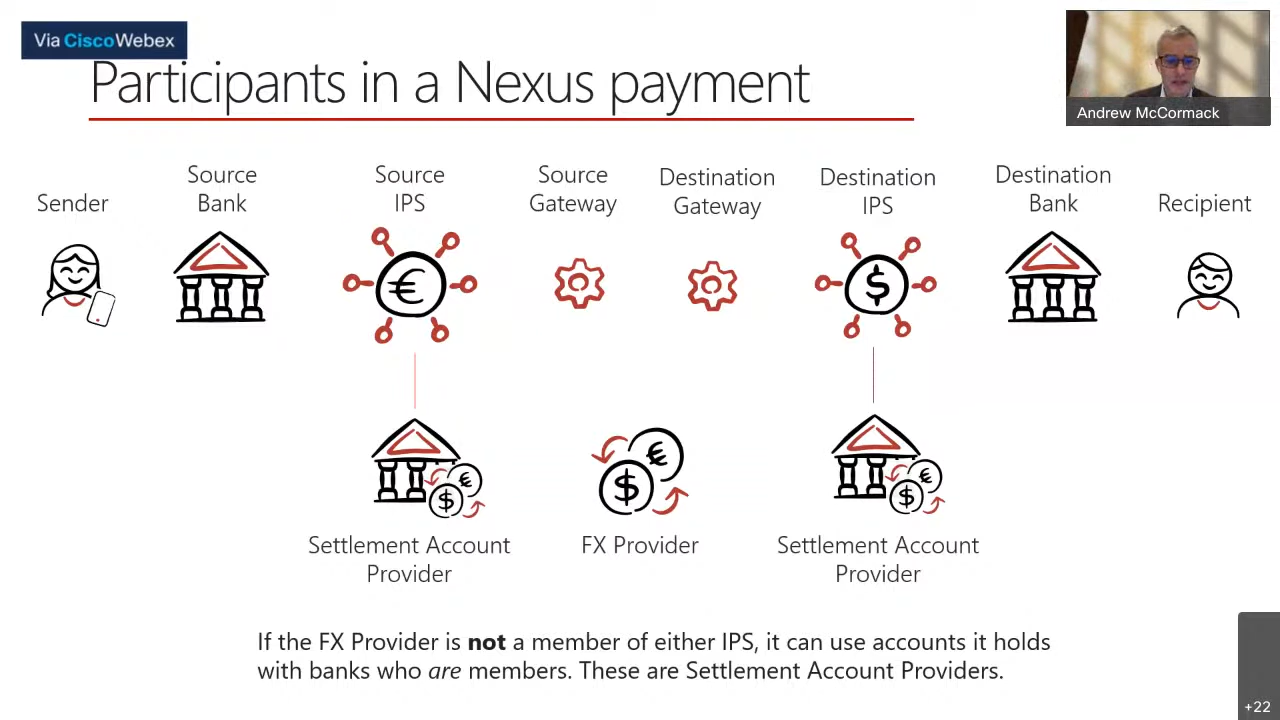 Via CiscoWebex
Participants in a Nexus payment
Andrew McCormack
Sender
Source
Bank
Source
IPS
Source
Gateway
Destination
Gateway
Destination
IPS
Destination
Bank
Recipient
€
$
$
€
$
€
$
€
Settlement Account
Provider
FX Provider
Settlement Account
Provider
If the FX Provider is not a member of either IPS, it can use accounts it holds
with banks who are members. These are Settlement Account Providers.
+22